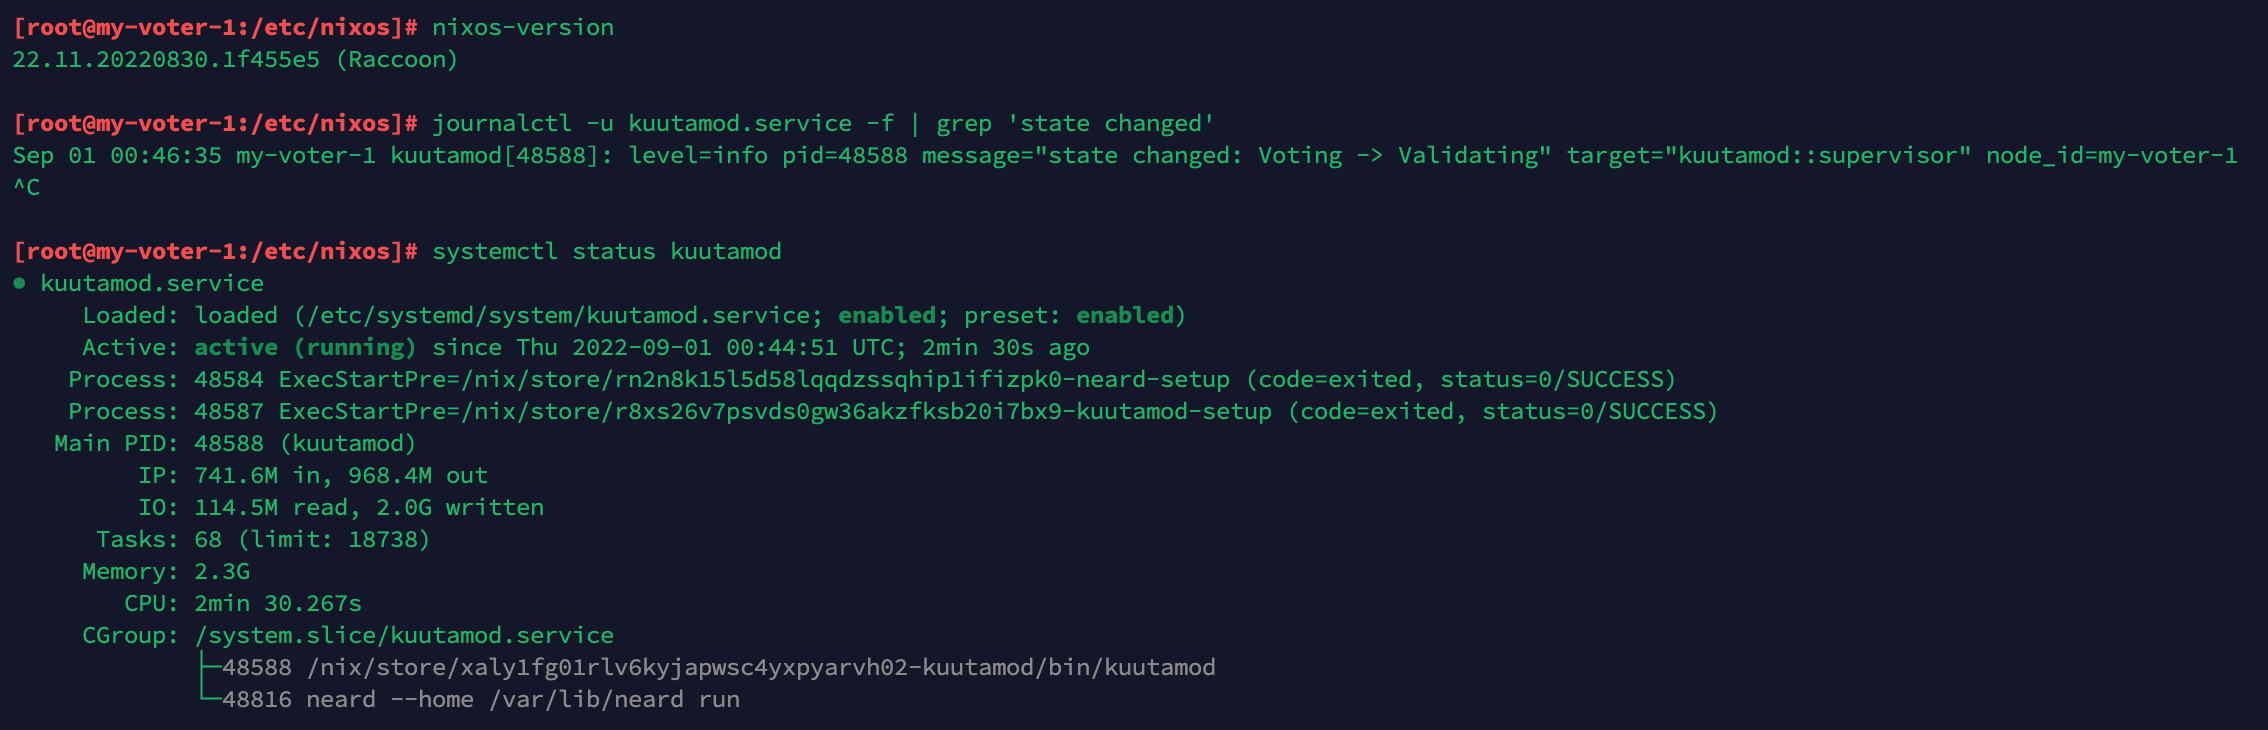 [root@my-voter-1:/etc/nixos]# nixos-version
22.11.20220830.1f455e5 (Raccoon)
[root@my-voter-1:/etc/nixos]# journalctl -u kuutamod.service -f | grep 'state changed'
Sep 01 00:46:35 my-voter-1 kuutamod[48588]: level=info pid=48588 message="state changed: Voting -> Validating" target="kuutamod::supervisor" node_id=my-voter-1
^C
[root@my-voter-1:/etc/nixos]# systemctl status kuutamod
● kuutamod.service
Loaded: loaded (/etc/systemd/system/kuutamod.service; enabled; preset: enabled)
Active: active (running) since Thu 2022-09-01 00:44:51 UTC; 2min 30s ago
Process: 48584 ExecStartPre=/nix/store/rn2n8k15l5d58lqqdzssqhip1ifizpk0-neard-setup (code=exited, status=0/SUCCESS)
Process: 48587 ExecStartPre=/nix/store/r8xs26v7psvds0gw36akzfksb20i7bx9-kuutamod-setup (code=exited, status=0/SUCCESS)
Main PID: 48588 (kuutamod)
IP: 741.6M in, 968.4M out
IO: 114.5M read, 2.0G written
Tasks: 68 (limit: 18738)
Memory: 2.3G
CPU: 2min 30.267s
CGroup: /system.slice/kuutamod.service
├─48588 /nix/store/xaly1fg01rlv6kyjapwsc4yxpyarvh02-kuutamod/bin/kuutamod
└─48816 neard --home /var/lib/neard run